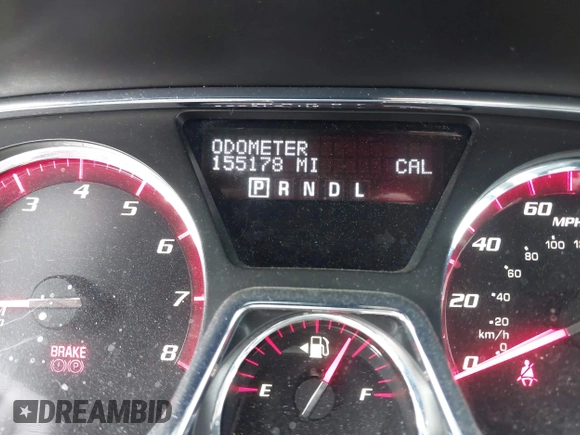 ODOMETER
155178 MI CAL
P R N D L
3 4 5 6 7 8
BRAKE
E F
0 20 40 60 MPH
0 20 40 60 80 100
km/h
DREAMBID